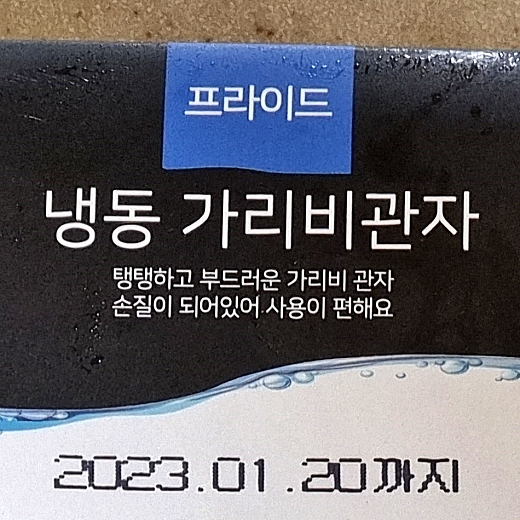 프라이드
냉동 가리비관자
탱탱하고 부드러운 가리비 관자
손질이 되어있어 사용이 편해요
2023.01.20까지